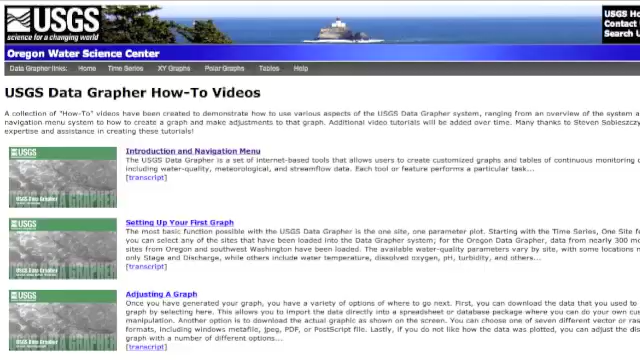 USGS
science for a changing world
USGS Ho
Contact
Search U
Oregon Water Science Center
Data Grapher links: Home Time Series XY Graphs Polar Graphs Tables Help
USGS Data Grapher How-To Videos
A collection of "How-To" videos have been created to demonstrate how to use various aspects of the USGS Data Grapher system, ranging from an overview of the system a
navigation menu system to how to create a graph and make adjustments to that graph. Additional video tutorials will be added over time. Many thanks to Steven Sobieszcz
expertise and assistance in creating these tutorials!
USGS
Introduction and Navigation Menu
The USGS Data Grapher is a set of internet-based tools that allows users to create customized graphs and tables of continuous monitoring
including water-quality, meteorological, and streamflow data. Each tool or feature performs a particular task...
[transcript]
USGS
Setting Up Your First Graph
The most basic function possible with the USGS Data Grapher is the one site, one parameter plot. Starting with the Time Series, One Site f
you can select any of the sites that have been loaded into the Data Grapher system; for the Oregon Data Grapher, data from nearly 300 mo
sites from Oregon and southwest Washington have been loaded. The available water-quality parameters vary by site, with some locations
only Stage and Discharge, while others include water temperature, dissolved oxygen, pH, turbidity, and others...
[transcript]
USGS
Adjusting A Graph
Once you have generated your graph, you have a variety of options of where to go next. First, you can download the data that you used to
graph by selecting here. This allows you to import the data directly into a spreadsheet or database package where you can do your own cus
manipulation. Another option is to download the actual graphic as shown on the screen. You can choose one of seven different vector or ras
formats, including windows metafile, jpeg, PDF, or PostScript file. Lastly, if you do not like how the data was plotted, you can adjust the d
graph with a number of different options...
[transcript]